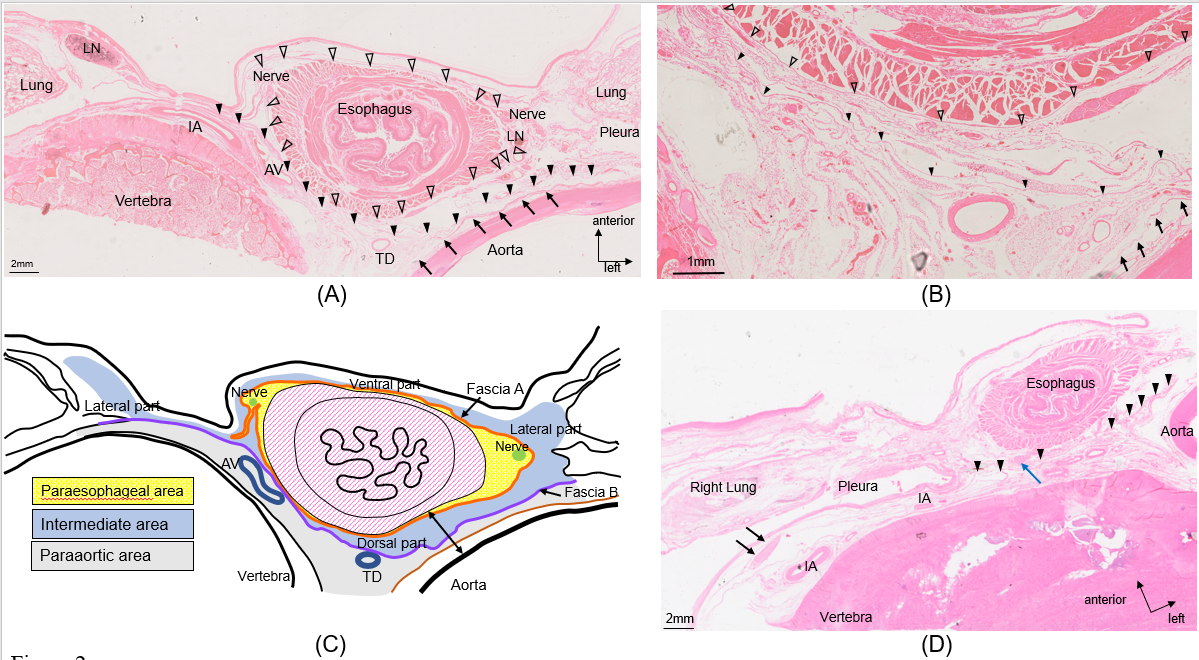 LN
Lung
Nerve
Esophagus
IA
Nerve
LN
Lung
Pleura
AV
Vertebra
TD
Aorta
anterior
left
2mm
(A)
1mm
(B)
Lateral part
Nerve
Ventral part
Fascia A
Lateral part
Nerve
AV
Fascia B
Paraesophageal area
Intermediate area
Paraaortic area
Dorsal part
Vertebra
TD
Aorta
(C)
Esophagus
Aorta
Right Lung
Pleura
IA
IA
Vertebra
anterior
left
2mm
(D)